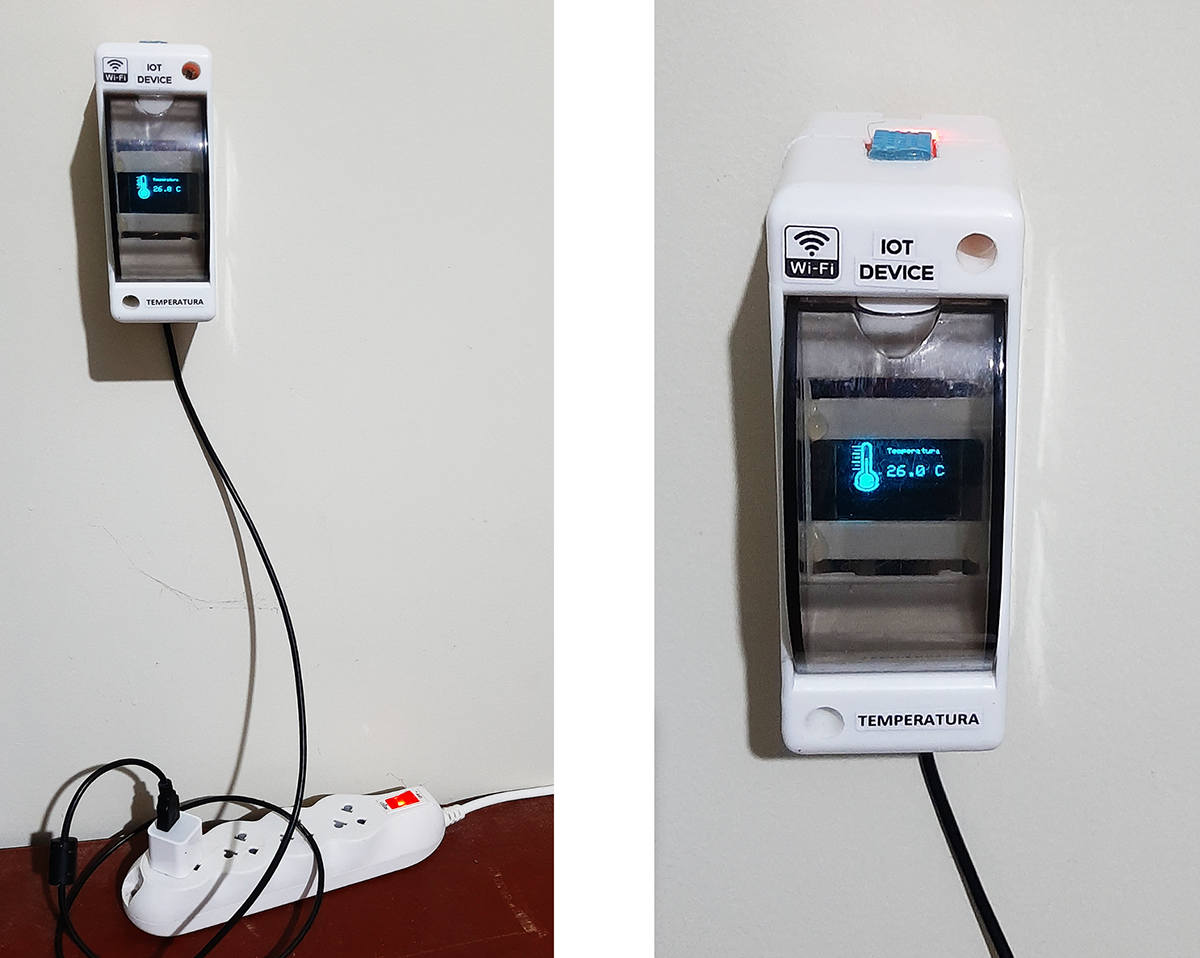 Wi-Fi
IOT
DEVICE
Temperatura
26.0 C
TEMPERATURA
Wi-Fi
IOT
DEVICE
Temperatura
26.0 C
TEMPERATURA